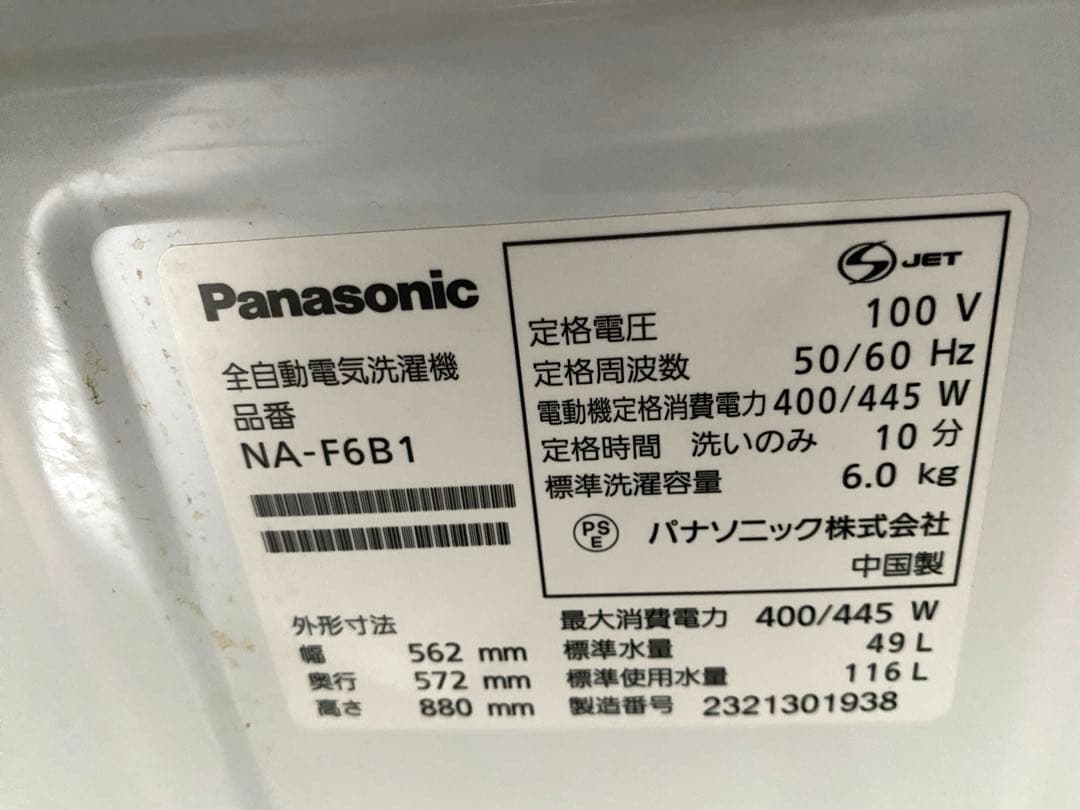 Panasonic
全自動電気洗濯機
品番
NA-F6B1
S JET
定格電圧 100 V
定格周波数 50/60 Hz
電動機定格消費電力 400/445 W
定格時間 洗いのみ 10 分
標準洗濯容量 6.0 kg
PS
E
パナソニック株式会社
中国製
外形寸法
幅 562 mm
奥行 572 mm
高さ 880 mm
最大消費電力 400/445 W
標準水量 49 L
標準使用水量 116 L
製造番号 2321301938